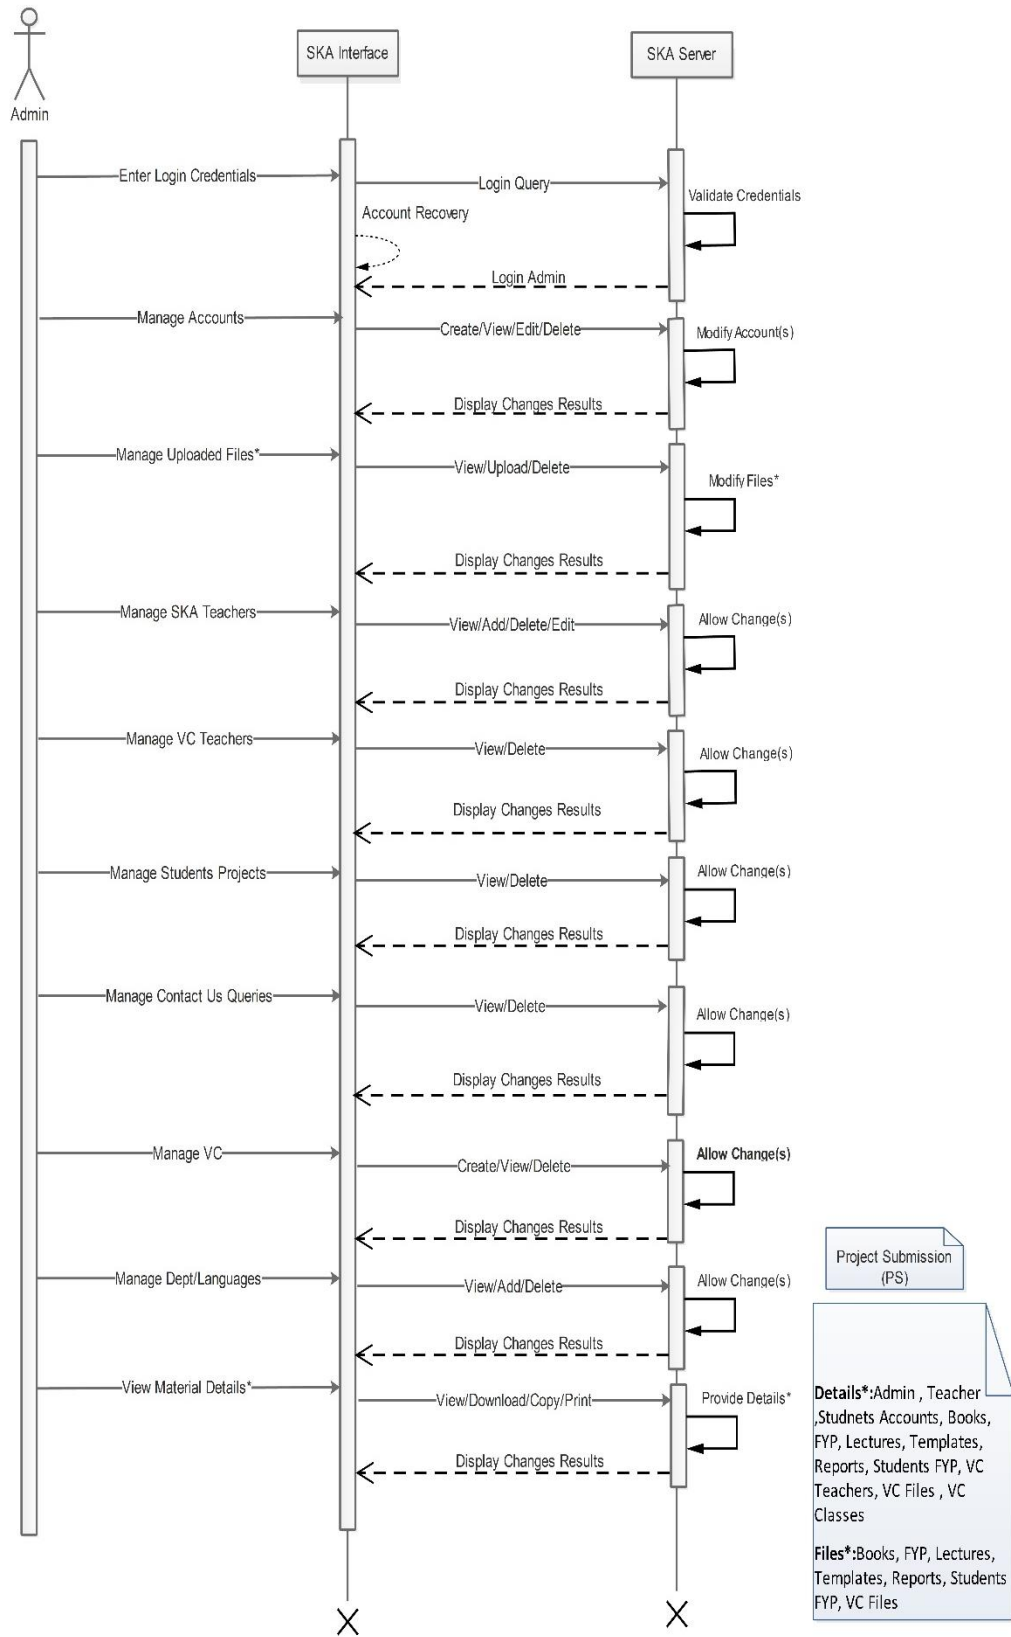 SKA Interface
SKA Server
Admin
Enter Login Credentials
Login Query
Validate Credentials
Account Recovery
Login Admin
Manage Accounts
Create/View/Edit/Delete
Modify Account(s)
Display Changes Results
Manage Uploaded Files*
View/Upload/Delete
Modify Files*
Display Changes Results
Manage SKA Teachers
View/Add/Delete/Edit
Allow Change(s)
Display Changes Results
Manage VC Teachers
View/Delete
Allow Change(s)
Display Changes Results
Manage Students Projects
View/Delete
Allow Change(s)
Display Changes Results
Manage Contact Us Queries
View/Delete
Allow Change(s)
Display Changes Results
Manage VC
Create/View/Delete
Allow Change(s)
Display Changes Results
Manage Dept/Languages
View/Add/Delete
Allow Change(s)
Display Changes Results
View Material Details*
View/Download/Copy/Print
Provide Details*
Display Changes Results
Project Submission
(PS)
Details*:Admin , Teacher
,Studnets Accounts, Books,
FYP, Lectures, Templates,
Reports, Students FYP, VC
Teachers, VC Files , VC
Classes
Files*:Books, FYP, Lectures,
Templates, Reports, Students
FYP, VC Files